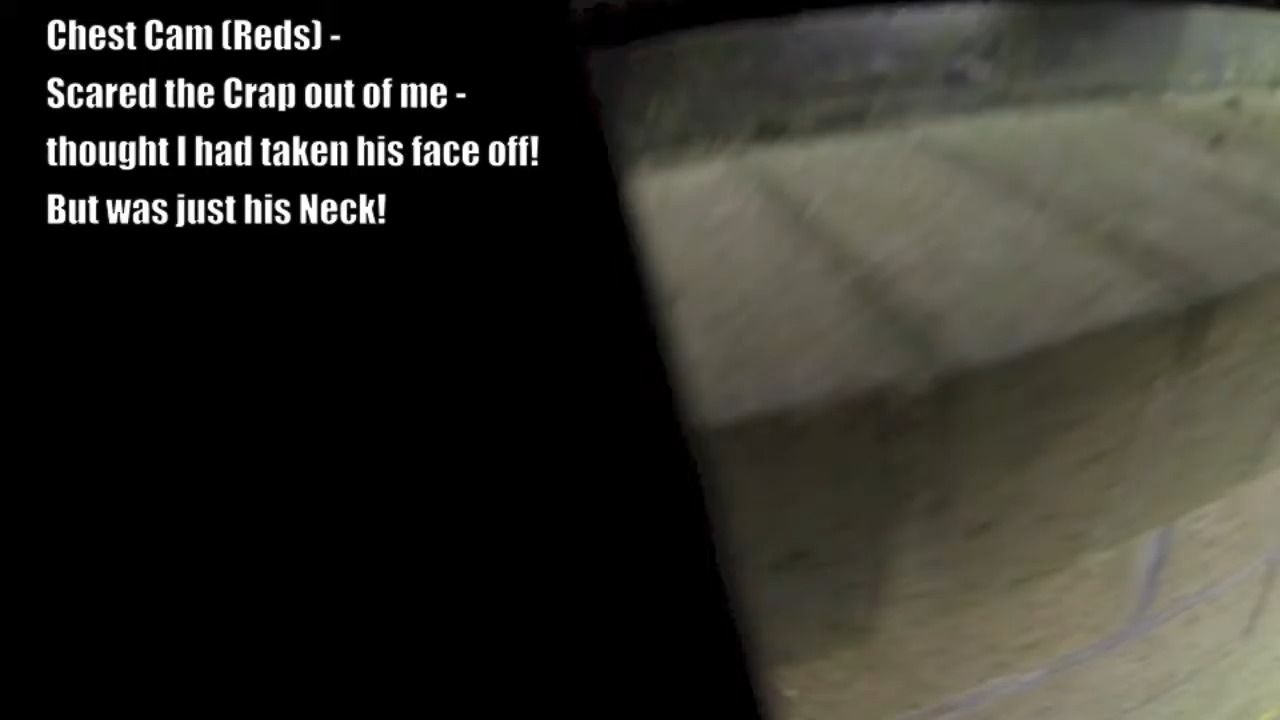 Chest Cam (Reds) -
Scared the Crap out of me -
thought I had taken his face off!
But was just his Neck!